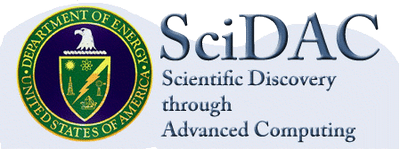 DEPARTMENT OF ENERGY
UNITED STATES OF AMERICA
SciDAC
Scientific Discovery
through
Advanced Computing